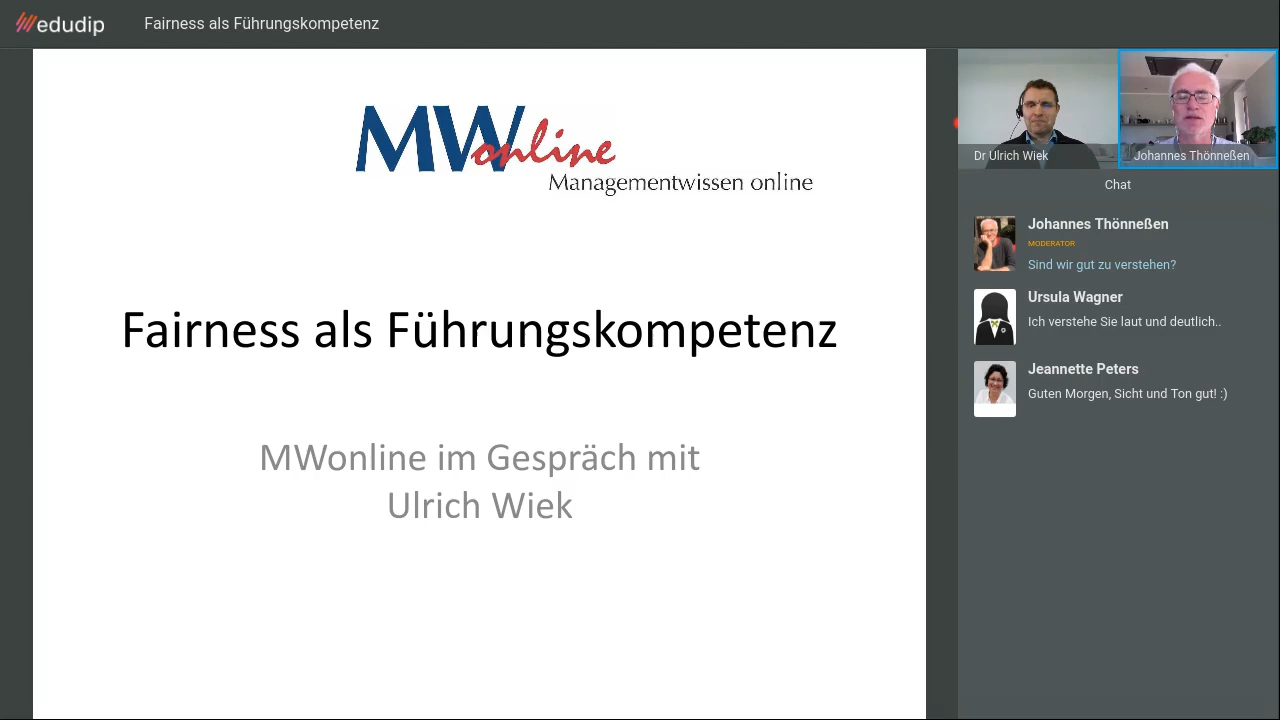 edudip
Fairness als Führungskompetenz
MWonline
Managementwissen online
Fairness als Führungskompetenz
MWonline im Gespräch mit
Ulrich Wiek
Dr Ulrich Wiek
Johannes Thönneßen
Chat
Johannes Thönneßen
MODERATOR
Sind wir gut zu verstehen?
Ursula Wagner
Ich verstehe Sie laut und deutlich..
Jeannette Peters
Guten Morgen, Sicht und Ton gut! :)